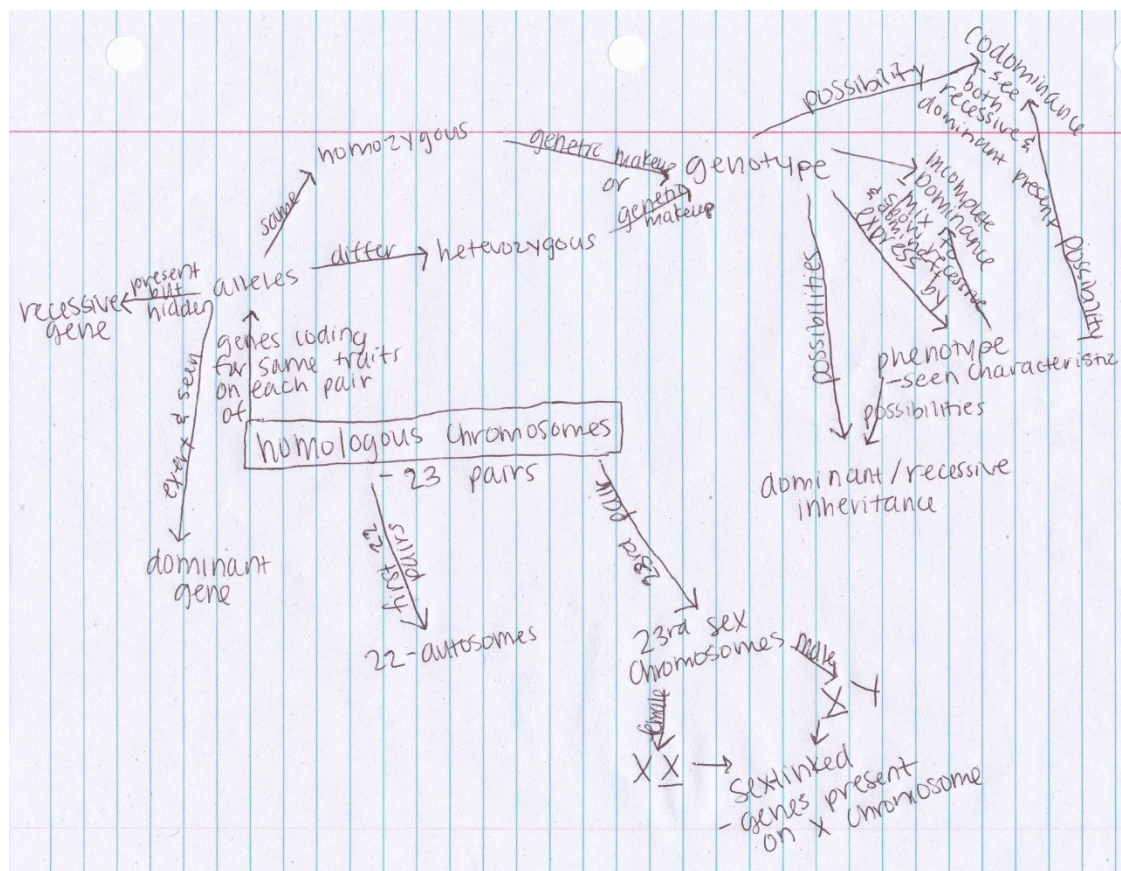 codominance
- see
both
recessive &
dominant present
possibility
possibility
homozygous
genetic makeup
or
genetic
makeup
genotype
Incomplete
Dominance
- mix
express by
same
differ
heterozygous
alleles
present
but
hidden
recessive
gene
genes coding
for same traits
on each pair
of
possibilities
phenotype
- seen characteristic
possibilities
dominant/recessive
inheritance
homologous chromosomes
- 23 pairs
dominant
gene
first 22
pairs
23rd pair
22-autosomes
23rd sex
chromosomes
male
X Y
female
X X
sexlinked
- genes present
on X chromosome